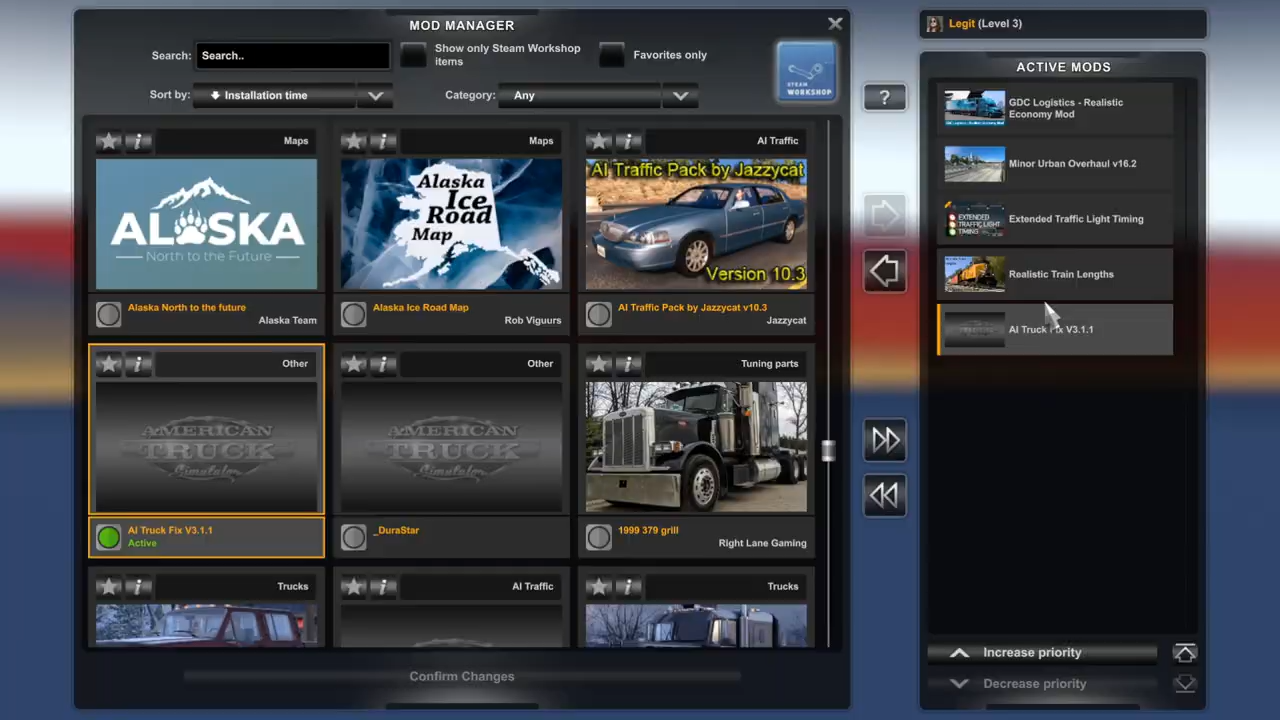 MOD MANAGER
Search:
Search..
Show only Steam Workshop
items
Favorites only
STEAM
WORKSHOP
Sort by:
Installation time
Category:
Any
Maps
Maps
AI Traffic
ALASKA
North to the Future
Alaska
Ice
Road
Map
AI Traffic Pack by Jazzycat
Version 10.3
Alaska North to the future
Alaska Team
Alaska Ice Road Map
Rob Viguurs
AI Traffic Pack by Jazzycat v10.3
Jazzycat
Other
Other
Tuning parts
AMERICAN
TRUCK
Simulator
AMERICAN
TRUCK
Simulator
AI Truck Fix V3.1.1
Active
_DuraStar
1999 379 grill
Right Lane Gaming
Trucks
AI Traffic
Trucks
Confirm Changes
?
Legit (Level 3)
ACTIVE MODS
GDC Logistics - Realistic
Economy Mod
Minor Urban Overhaul v16.2
EXTENDED
TRAFFIC LIGHT
TIMING
Extended Traffic Light Timing
Realistic Train Lengths
AI Truck Fix V3.1.1
Increase priority
Decrease priority